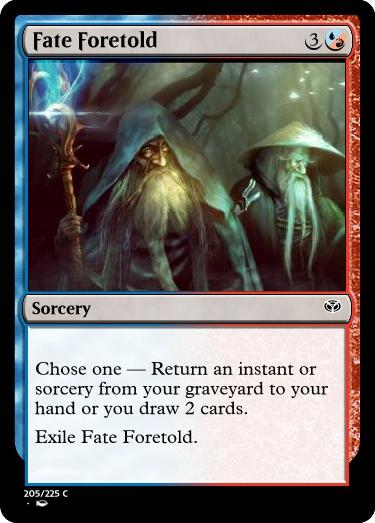 Fate Foretold 3
Sorcery
Chose one — Return an instant or
sorcery from your graveyard to your
hand or you draw 2 cards.
Exile Fate Foretold.
205/225 C